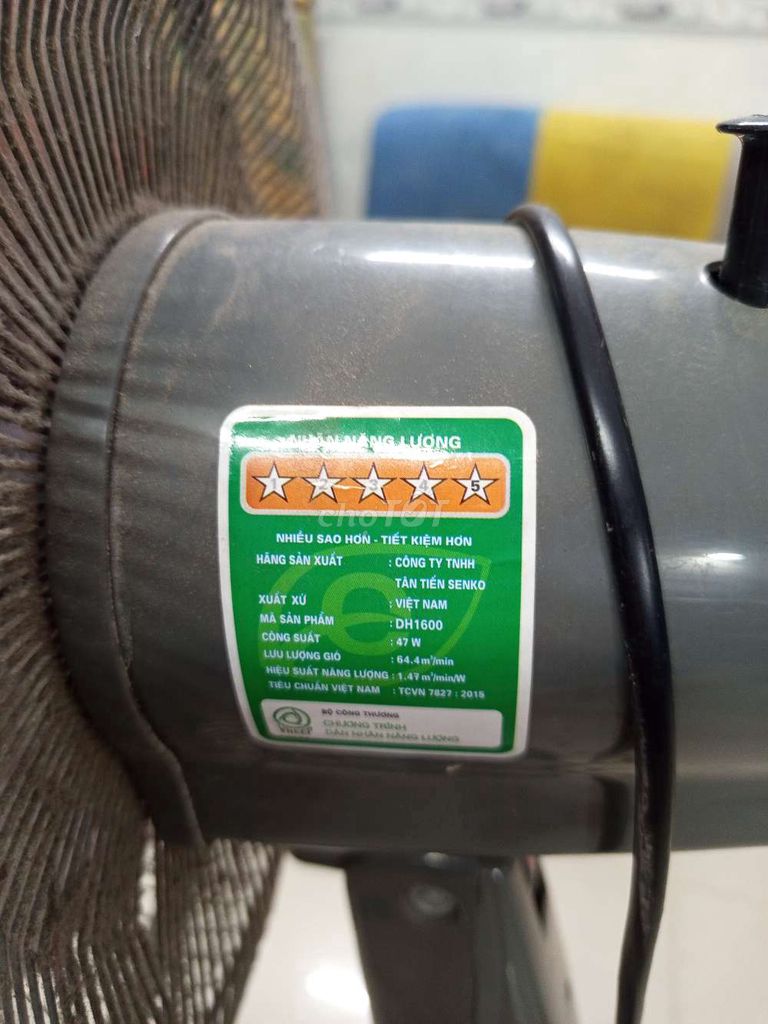 NHÃN NĂNG LƯỢNG
1 2 3 4 5
choTỐT
NHIỀU SAO HƠN - TIẾT KIỆM HƠN
HÃNG SẢN XUẤT : CÔNG TY TNHH
TÂN TIẾN SENKO
XUẤT XỨ : VIỆT NAM
MÃ SẢN PHẨM : DH1600
CÔNG SUẤT : 47 W
LƯU LƯỢNG GIÓ : 64.4 m³/min
HIỆU SUẤT NĂNG LƯỢNG : 1.47 m³/min/W
TIÊU CHUẨN VIỆT NAM : TCVN 7827 : 2015
BỘ CÔNG THƯƠNG
CHƯƠNG TRÌNH
DÁN NHÃN NĂNG LƯỢNG